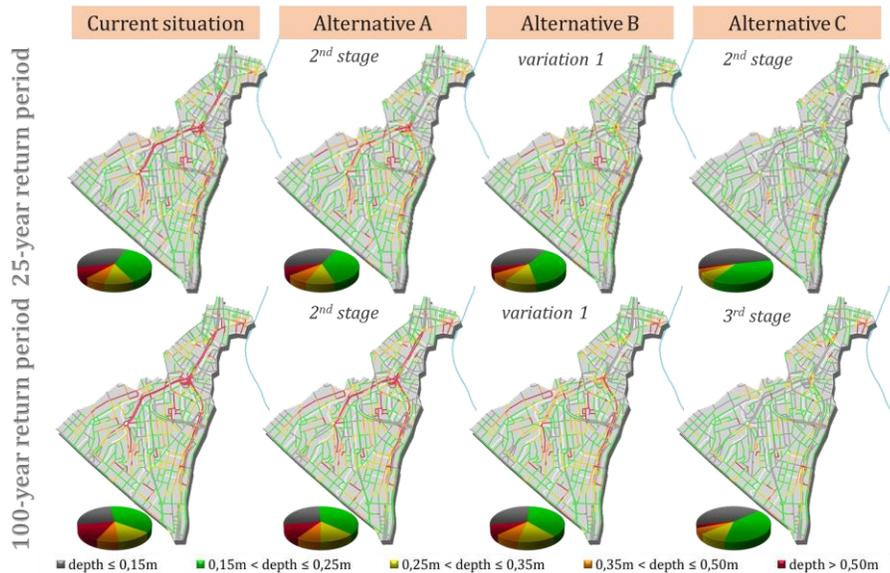 Current situation
Alternative A
Alternative B
Alternative C
25-year return period
2nd stage
variation 1
2nd stage
100-year return period
2nd stage
variation 1
3rd stage
depth ≤ 0,15m
0,15m < depth ≤ 0,25m
0,25m < depth ≤ 0,35m
0,35m < depth ≤ 0,50m
depth > 0,50m